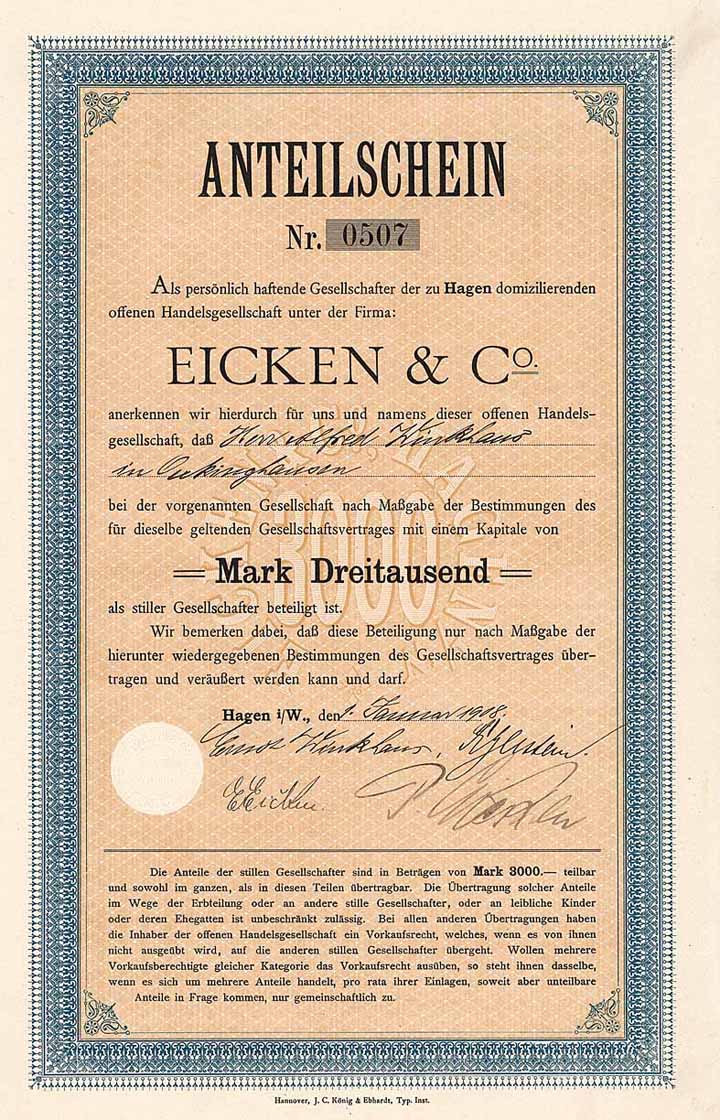 ANTEILSCHEIN
Nr. 0507
Als persönlich haftende Gesellschafter der zu Hagen domizilierenden
offenen Handelsgesellschaft unter der Firma:
EICKEN & Co.
anerkennen wir hierdurch für uns und namens dieser offenen Handels-
gesellschaft, daß Herr Alfred Winkhaus
in Oeckinghausen
bei der vorgenannten Gesellschaft nach Maßgabe der Bestimmungen des
für dieselbe geltenden Gesellschaftsvertrages mit einem Kapitale von
3000
= Mark Dreitausend =
als stiller Gesellschafter beteiligt ist.
Wir bemerken dabei, daß diese Beteiligung nur nach Maßgabe der
hierunter wiedergegebenen Bestimmungen des Gesellschaftsvertrages über-
tragen und veräußert werden kann und darf.
Hagen i/W., den 1. Januar 1908.
Ernst Winkhaus,
EEicken.
Die Anteile der stillen Gesellschafter sind in Beträgen von Mark 3000.— teilbar
und sowohl im ganzen, als in diesen Teilen übertragbar. Die Übertragung solcher Anteile
im Wege der Erbteilung oder an andere stille Gesellschafter, oder an leibliche Kinder
oder deren Ehegatten ist unbeschränkt zulässig. Bei allen anderen Übertragungen haben
die Inhaber der offenen Handelsgesellschaft ein Vorkaufsrecht, welches, wenn es von ihnen
nicht ausgeübt wird, auf die anderen stillen Gesellschafter übergeht. Wollen mehrere
Vorkaufsberechtigte gleicher Kategorie das Vorkaufsrecht ausüben, so steht ihnen dasselbe,
wenn es sich um mehrere Anteile handelt, pro rata ihrer Einlagen, soweit aber unteilbare
Anteile in Frage kommen, nur gemeinschaftlich zu.
Hannover, J. C. König & Ebhardt, Typ. Inst.